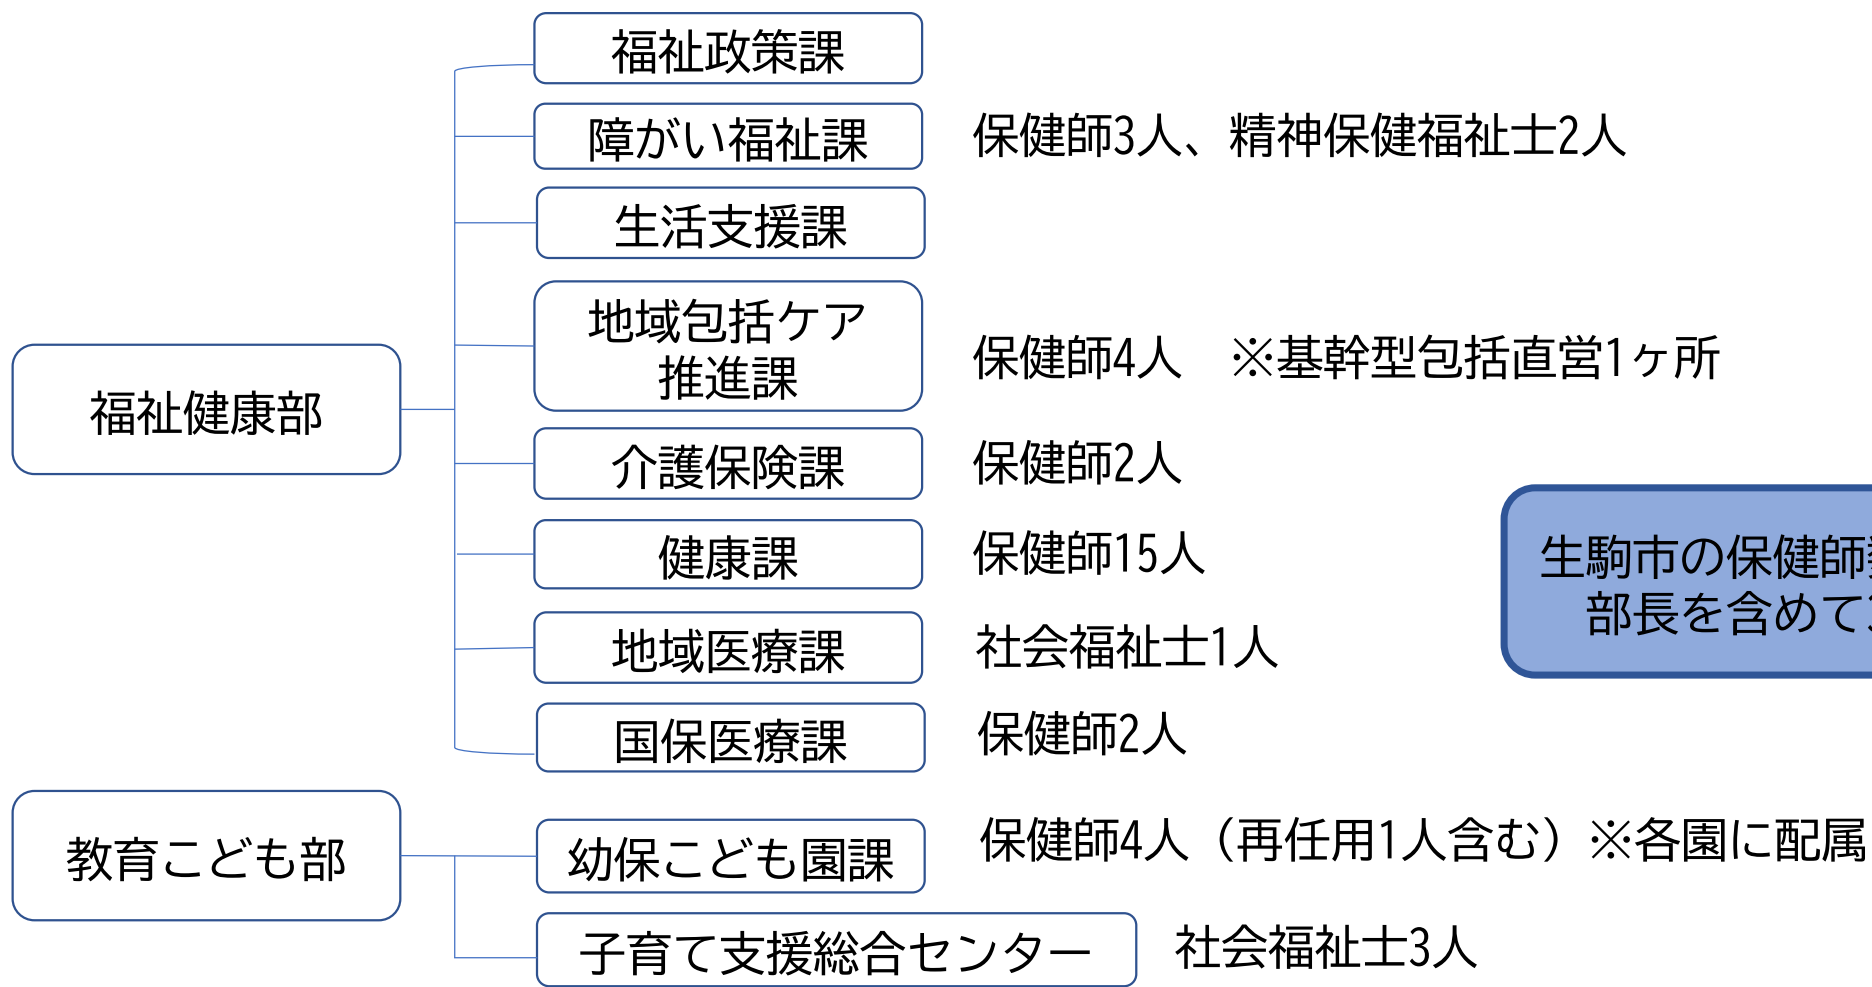 福祉政策課
障がい福祉課
保健師3人、精神保健福祉士2人
生活支援課
地域包括ケア
推進課
保健師4人　※基幹型包括直営1ヶ所
福祉健康部
介護保険課
保健師2人
健康課
保健師15人
生駒市の保健師
部長を含めて
地域医療課
社会福祉士1人
国保医療課
保健師2人
教育こども部
幼保こども園課
保健師4人（再任用1人含む）※各園に配属
子育て支援総合センター
社会福祉士3人